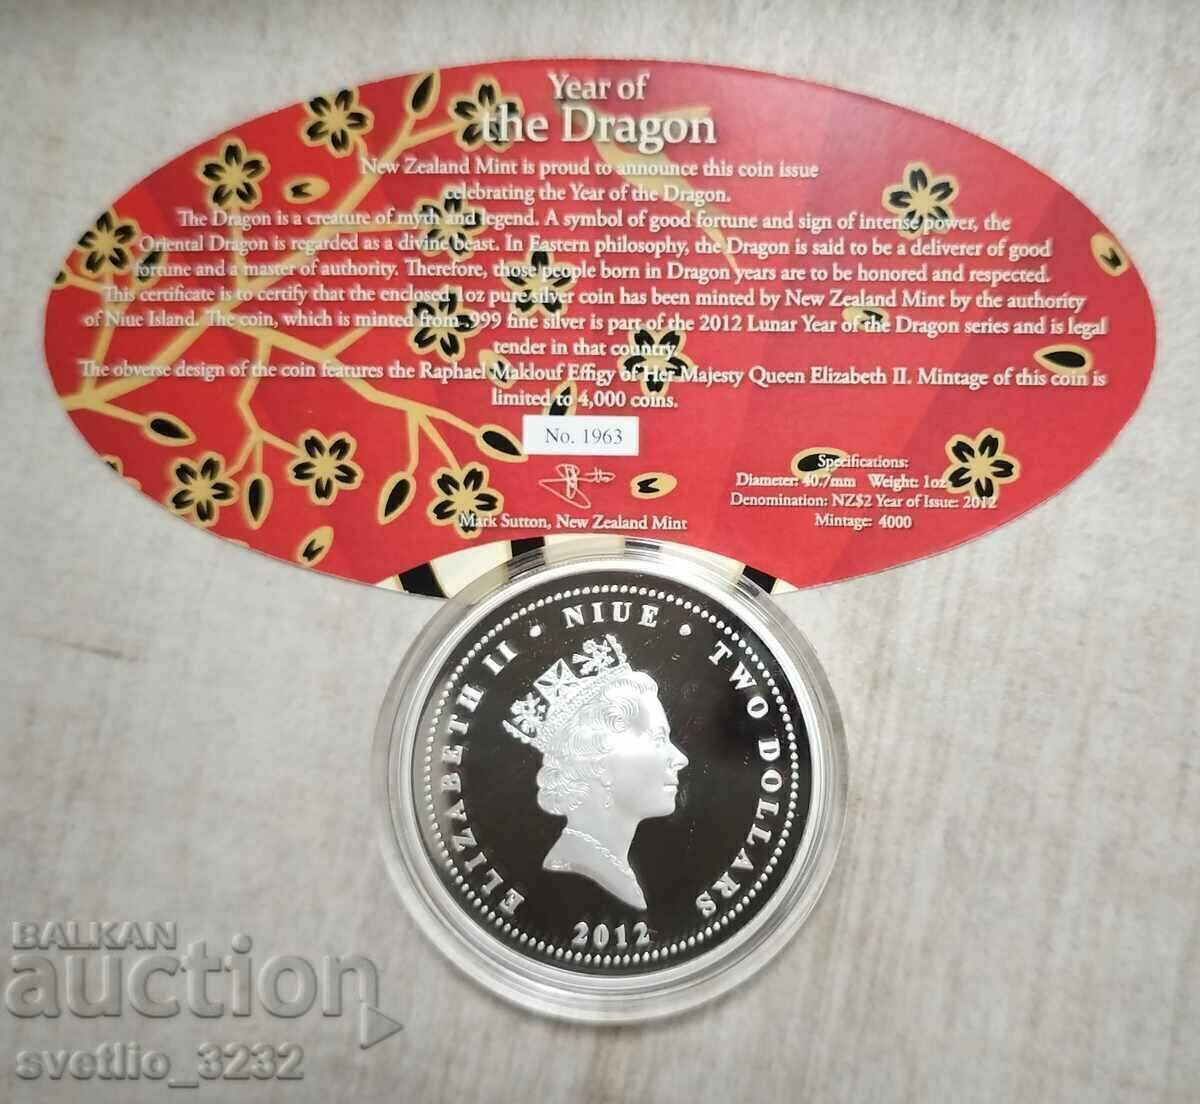 Year of
the Dragon
New Zealand Mint is proud to announce this coin issue
celebrating the Year of the Dragon.
The Dragon is a creature of myth and legend. A symbol of good fortune and sign of intense power, the
Oriental Dragon is regarded as a divine beast. In Eastern philosophy, the Dragon is said to be a deliverer of good
fortune and a master of authority. Therefore, those people born in Dragon years are to be honored and respected.
This certificate is to certify that the enclosed 1oz pure silver coin has been minted by New Zealand Mint by the authority
of Niue Island. The coin, which is minted from .999 fine silver is part of the 2012 Lunar Year of the Dragon series and is legal
tender in that country.
The obverse design of the coin features the Raphael Maklouf Effigy of Her Majesty Queen Elizabeth II. Mintage of this coin is
limited to 4,000 coins.
No. 1963
Mark Sutton, New Zealand Mint
Specifications:
Diameter: 40.7mm Weight: 1oz
Denomination: NZ$2 Year of Issue: 2012
Mintage: 4000
ELIZABETH II • NIUE • TWO DOLLARS
2012
BALKAN
auction
svetlio_3232